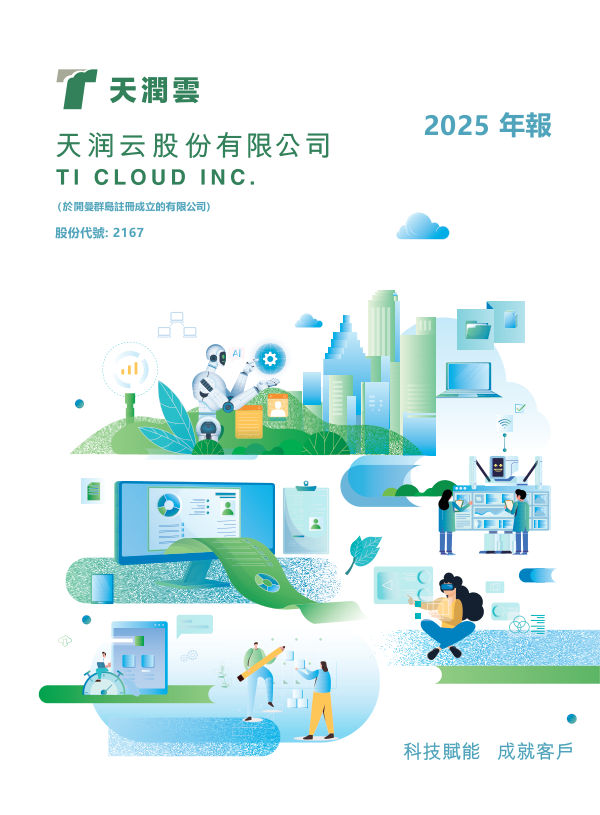 天潤雲
2025 年報
天润云股份有限公司
TI CLOUD INC.
（於開曼群島註冊成立的有限公司）
股份代號: 2167
AI
科技賦能 成就客戶